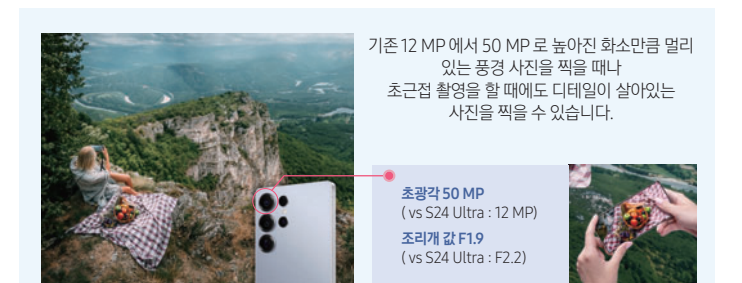 기존 12 MP 에서 50 MP 로 높아진 화소만큼 멀리
있는 풍경 사진을 찍을 때나
초근접 촬영을 할 때에도 디테일이 살아있는
사진을 찍을 수 있습니다.
초광각 50 MP
( vs S24 Ultra : 12 MP)
조리개 값 F1.9
( vs S24 Ultra : F2.2)